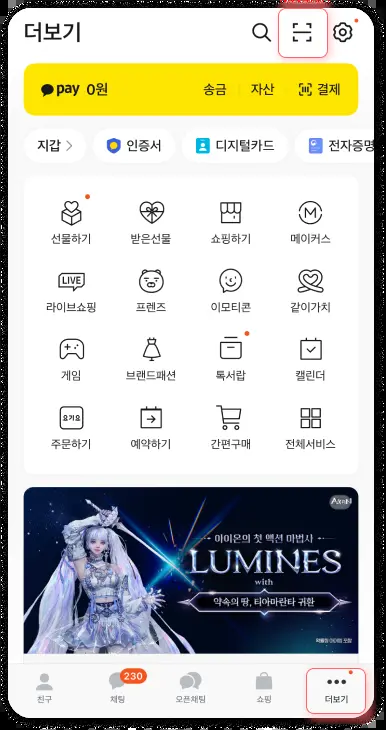 더보기
pay 0원 송금 자산 결제
지갑 인증서 디지털카드 전자증명
선물하기 받은선물 쇼핑하기 메이커스
LIVE
라이브쇼핑 프렌즈 이모티콘 같이가치
게임 브랜드패션 톡서랍 캘린더
요기요
주문하기 예약하기 간편구매 전체서비스
아이온의 첫 액션 마법사
LUMINES
with
약속의 땅, 티아마란타 귀환
230
친구 채팅 오픈채팅 쇼핑 더보기